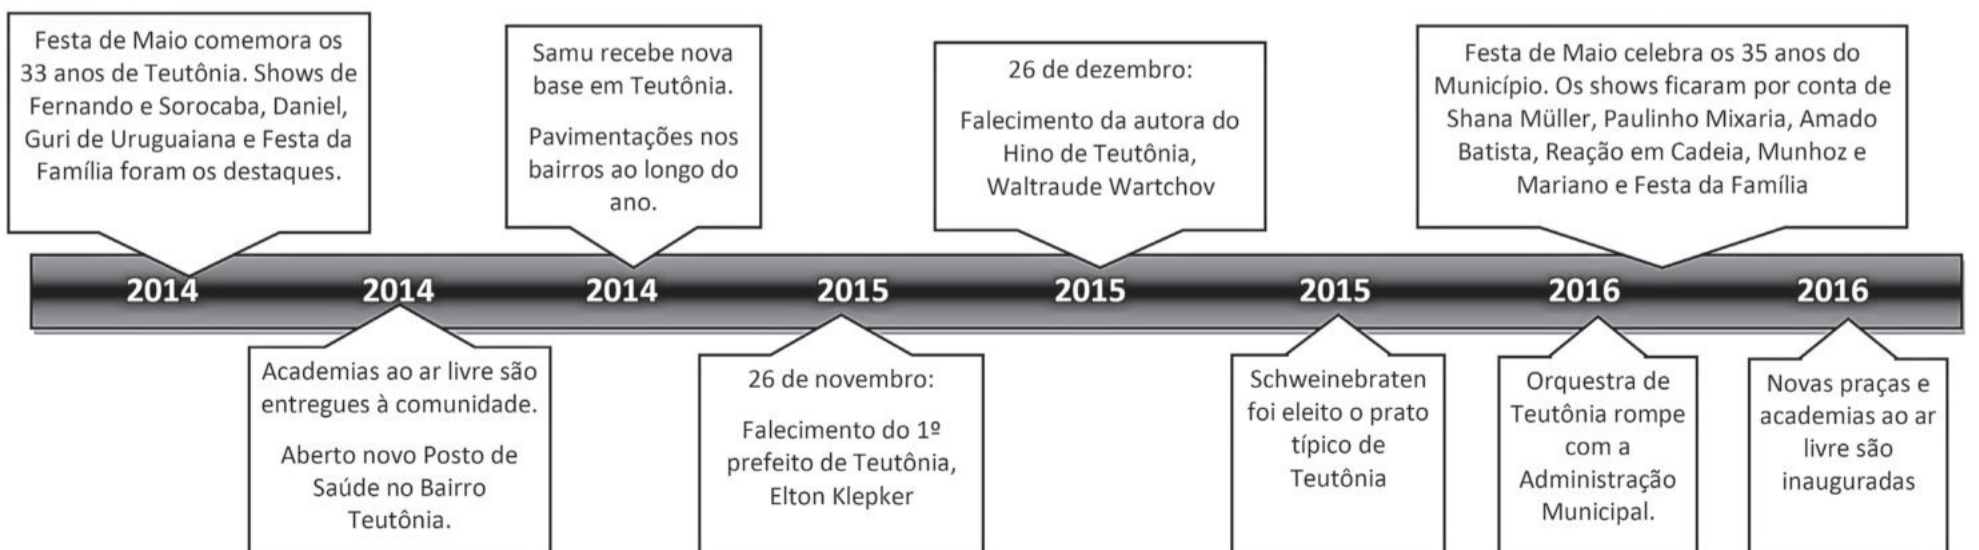 Festa de Maio comemora os
33 anos de Teutônia. Shows de
Fernando e Sorocaba, Daniel,
Guri de Uruguaiana e Festa da
Família foram os destaques.
Samu recebe nova
base em Teutônia.
Pavimentações nos
bairros ao longo do
ano.
26 de dezembro:
Falecimento da autora do
Hino de Teutônia,
Waltraude Wartchov
Festa de Maio celebra os 35 anos do
Município. Os shows ficaram por conta de
Shana Müller, Paulinho Mixaria, Amado
Batista, Reação em Cadeia, Munhoz e
Mariano e Festa da Família
2014 2014 2014 2015 2015 2015 2016 2016
Academias ao ar livre são
entregues à comunidade.
Aberto novo Posto de
Saúde no Bairro
Teutônia.
26 de novembro:
Falecimento do 1º
prefeito de Teutônia,
Elton Klepker
Schweinebraten
foi eleito o prato
típico de
Teutônia
Orquestra de
Teutônia rompe
com a
Administração
Municipal.
Novas praças e
academias ao ar
livre são
inauguradas